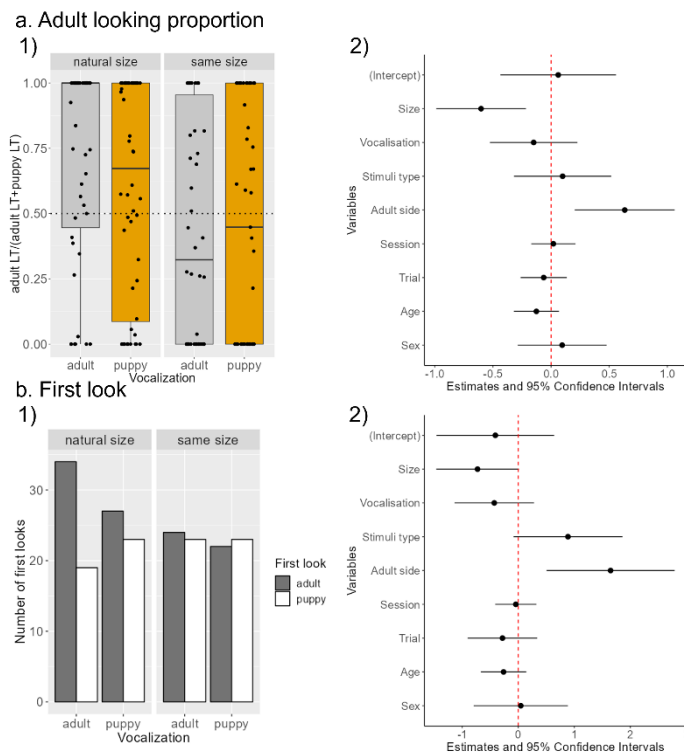 a. Adult looking proportion
1)
natural size
same size
adult LT/(adult LT+puppy LT)
1.00
0.75
0.50
0.25
0.00
adult
puppy
adult
puppy
Vocalization
2)
Variables
(Intercept)
Size
Vocalisation
Stimuli type
Adult side
Session
Trial
Age
Sex
-1.0
-0.5
0.0
0.5
1.0
Estimates and 95% Confidence Intervals
b. First look
1)
natural size
same size
Number of first looks
30
20
10
0
adult
puppy
adult
puppy
Vocalization
First look
adult
puppy
2)
Variables
(Intercept)
Size
Vocalisation
Stimuli type
Adult side
Session
Trial
Age
Sex
-1
0
1
2
Estimates and 95% Confidence Intervals